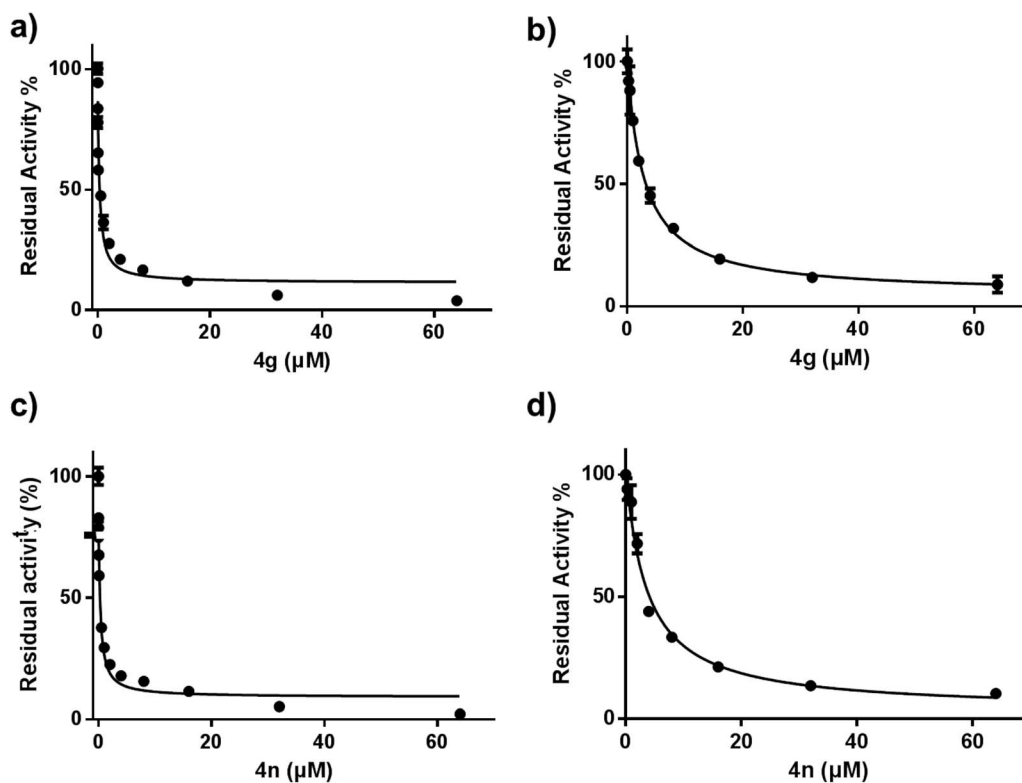 a)
Residual Activity %
100
50
0
0 20 40 60
4g (µM)
b)
Residual Activity %
100
50
0
0 20 40 60
4g (µM)
c)
Residual activity (%)
100
50
0
0 20 40 60
4n (µM)
d)
Residual Activity %
100
50
0
0 20 40 60
4n (µM)